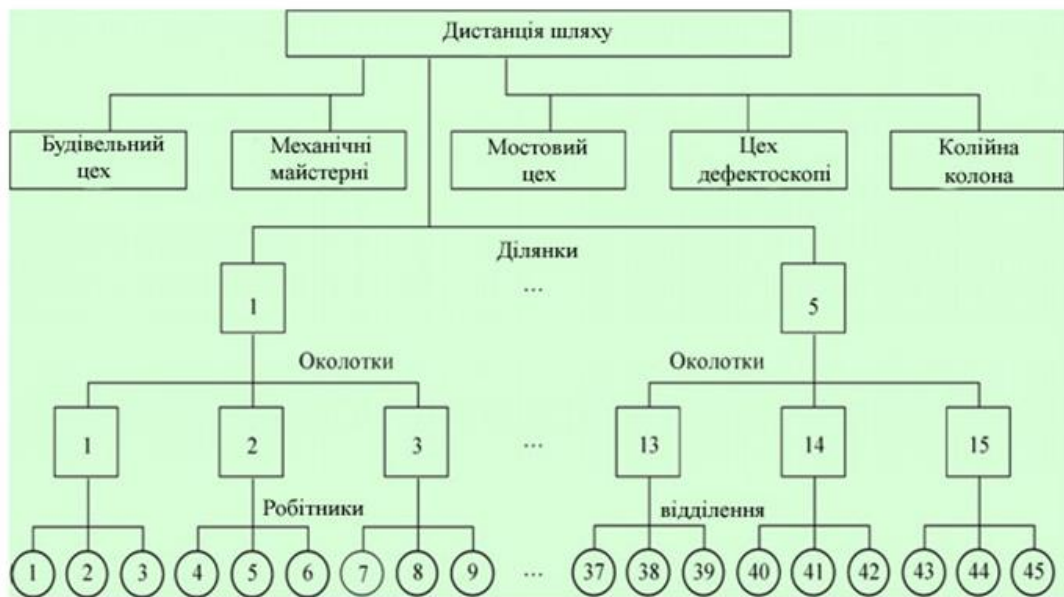 Дистанція шляху
Будівельний
цех
Механічні
майстерні
Мостовий
цех
Цех
дефектоскопі
Колійна
колона
Ділянки
1
...
5
Околотки
Околотки
1
2
3
...
13
14
15
Робітники
відділення
1
2
3
4
5
6
7
8
9
...
37
38
39
40
41
42
43
44
45